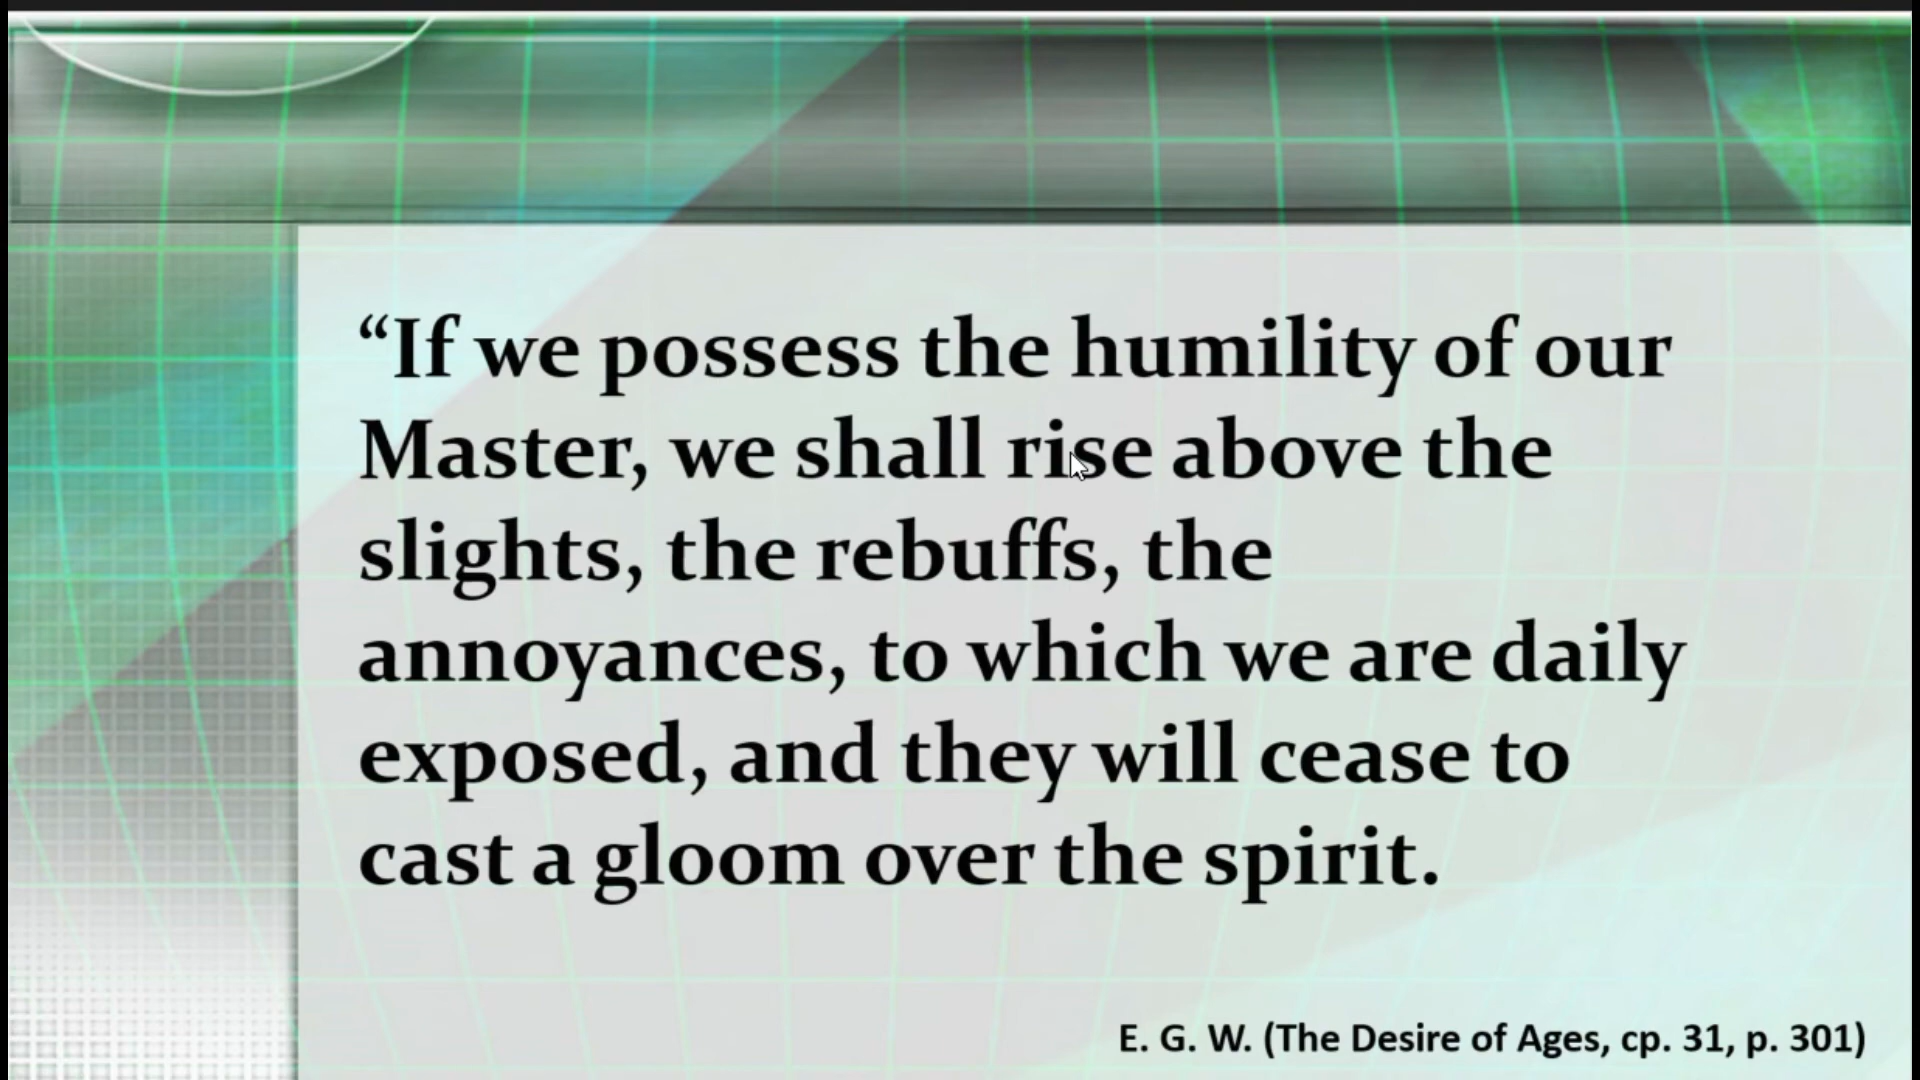 “If we possess the humility of our
Master, we shall rise above the
slights, the rebuffs, the
annoyances, to which we are daily
exposed, and they will cease to
cast a gloom over the spirit.
E. G. W. (The Desire of Ages, cp. 31, p. 301)